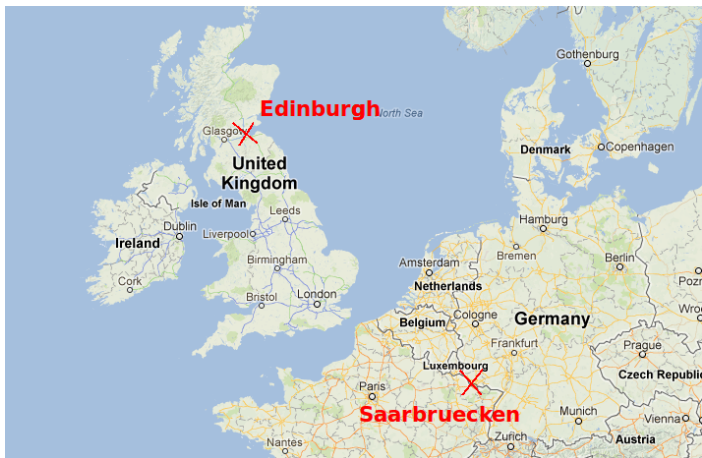 Gothenburg
Edinburgh
North Sea
Glasgow
Denmark
Copenhagen
United
Kingdom
Isle of Man
Leeds
Hamburg
Dublin
Liverpool
Ireland
Bremen
Berlin
Birmingham
Amsterdam
Cork
Netherlands
Pozn
Bristol
London
Cologne
Germany
Wro
Belgium
Frankfurt
Prague
Luxembourg
Czech Republic
Paris
Saarbruecken
Munich
Vienna
Nantes
Zurich
Austria